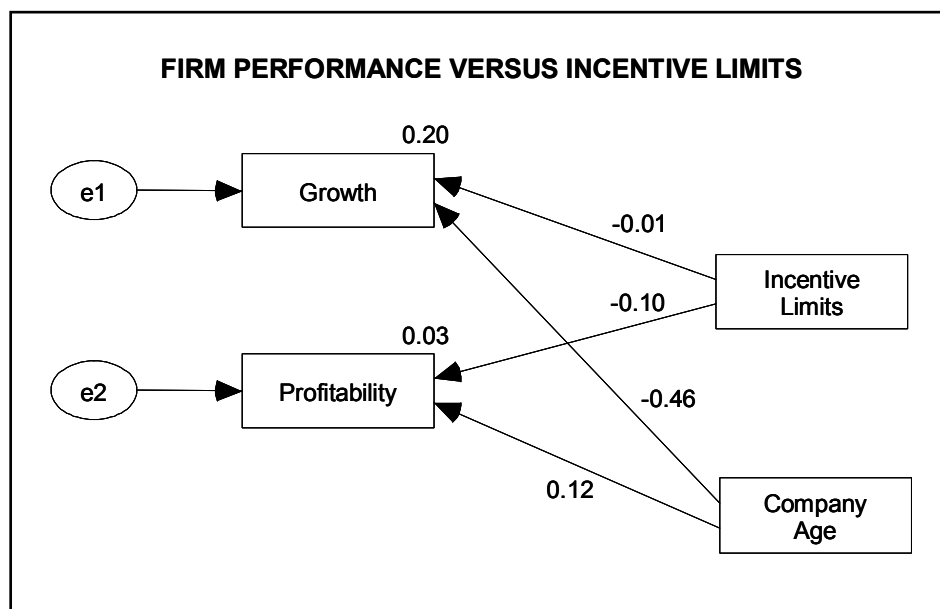 FIRM PERFORMANCE VERSUS INCENTIVE LIMITS
0.20
e1
Growth
-0.01
Incentive
Limits
-0.10
0.03
e2
Profitability
-0.46
0.12
Company
Age